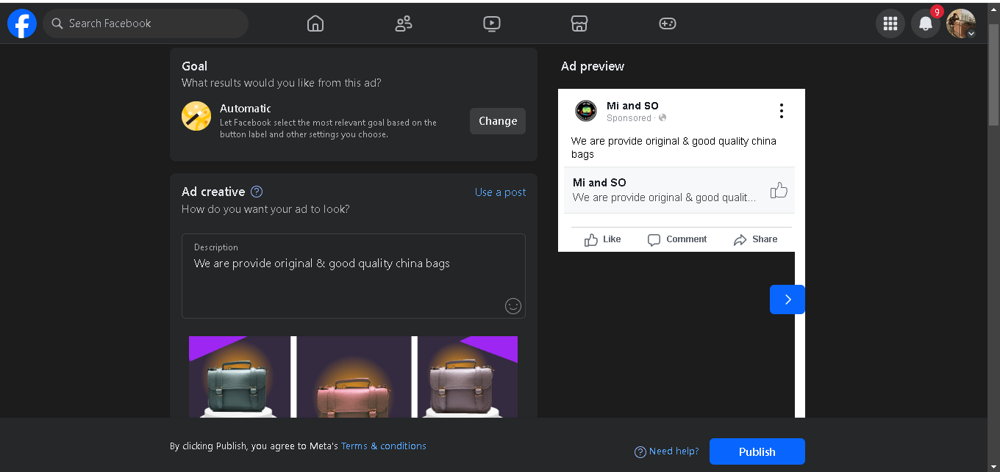 Search Facebook
9
Goal
What results would you like from this ad?
Automatic
Let Facebook select the most relevant goal based on the
button label and other settings you choose.
Change
Ad creative
Use a post
How do you want your ad to look?
Description
We are provide original & good quality china bags
Ad preview
Mi and SO
Sponsored ·
We are provide original & good quality china
bags
Mi and SO
We are provide original & good qualit...
Like Comment Share
By clicking Publish, you agree to Meta's Terms & conditions
Need help?
Publish